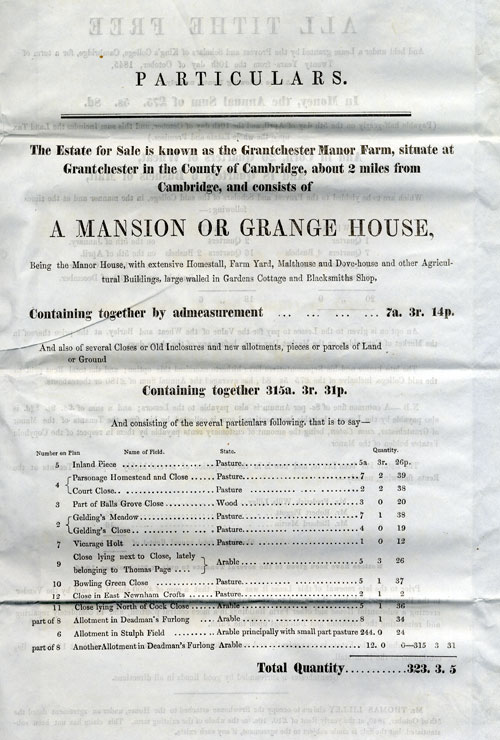 PARTICULARS.
The Estate for Sale is known as the Grantchester Manor Farm, situate at
Grantchester in the County of Cambridge, about 2 miles from
Cambridge, and consists of
A MANSION OR GRANGE HOUSE,
Being the Manor House, with extensive Homestall, Farm Yard, Malthouse and Dove-house and other Agricul-
tural Buildings, large walled in Gardens Cottage and Blacksmiths Shop,
Containing together by admeasurement ... ... ... ... 7a. 3r. 14p.
And also of several Closes or Old Inclosures and new allotments, pieces or parcels of Land
or Ground
Containing together 315a. 3r. 31p.
And consisting of the several particulars following, that is to say—
Number on Plan Name of Field. State. Quantity.
5 Inland Piece Pasture 5a 3r. 26p.
4 Parsonage Homestead and Close Pasture 7 2 39
Court Close Pasture 2 2 38
3 Part of Balls Grove Close Wood 3 0 20
2 Gelding's Meadow Pasture 7 1 38
Gelding's Close Pasture 4 0 19
7 Vicarage Holt Pasture 1 0 12
9 Close lying next to Close, lately
belonging to Thomas Page Arable 5 3 26
10 Bowling Green Close Pasture 5 1 37
12 Close in East Newnham Crofts Pasture 2 1 2
11 Close lying North of Cock Close Arable 5 1 36
part of 8 Allotment in Deadman's Furlong Arable 8 1 34
6 Allotment in Stulph Field Arable principally with small part pasture 244. 0 24
part of 8 Another Allotment in Deadman's Furlong Arable 12. 0 0—315 3 31
Total Quantity 323. 3. 5